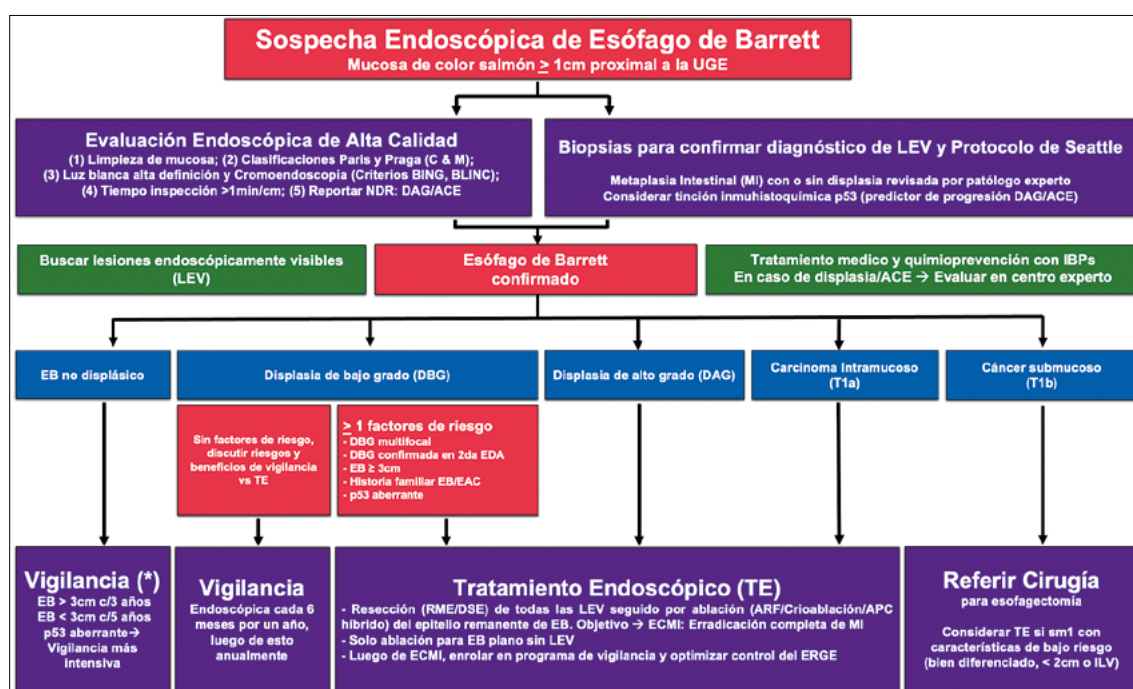 Sospecha Endoscópica de Esófago de Barrett
Mucosa de color salmón ≥ 1cm proximal a la UGE
Evaluación Endoscópica de Alta Calidad
(1) Limpieza de mucosa; (2) Clasificaciones Paris y Praga (C & M);
(3) Luz blanca alta definición y Cromoendoscopia (Criterios BING, BLINC);
(4) Tiempo inspección >1min/cm; (5) Reportar NDR: DAG/ACE
Biopsias para confirmar diagnóstico de LEV y Protocolo de Seattle
Metaplasia Intestinal (MI) con o sin displasia revisada por patólogo experto
Considerar tinción inmuhistoquímica p53 (predictor de progresión DAG/ACE)
Buscar lesiones endoscópicamente visibles
(LEV)
Esófago de Barrett
confirmado
Tratamiento medico y quimioprevención con IBPs
En caso de displasia/ACE → Evaluar en centro experto
EB no displásico
Displasia de bajo grado (DBG)
Displasia de alto grado (DAG)
Carcinoma Intramucoso
(T1a)
Cáncer submucoso
(T1b)
Sin factores de riesgo,
discutir riesgos y
beneficios de vigilancia
vs TE
≥ 1 factores de riesgo
- DBG multifocal
- DBG confirmada en 2da EDA
- EB ≥ 3cm
- Historia familiar EB/EAC
- p53 aberrante
Vigilancia (*)
EB > 3cm c/3 años
EB < 3cm c/5 años
p53 aberrante→
Vigilancia más
intensiva
Vigilancia
Endoscópica cada 6
meses por un año,
luego de esto
anualmente
Tratamiento Endoscópico (TE)
- Resección (RME/DSE) de todas las LEV seguido por ablación (ARF/Crioablación/APC
híbrido) del epitelio remanente de EB. Objetivo → ECMI: Erradicación completa de MI
- Solo ablación para EB plano sin LEV
- Luego de ECMI, enrolar en programa de vigilancia y optimizar control del ERGE
Referir Cirugía
para esofagectomía
Considerar TE si sm1 con
características de bajo riesgo
(bien diferenciado, < 2cm o ILV)